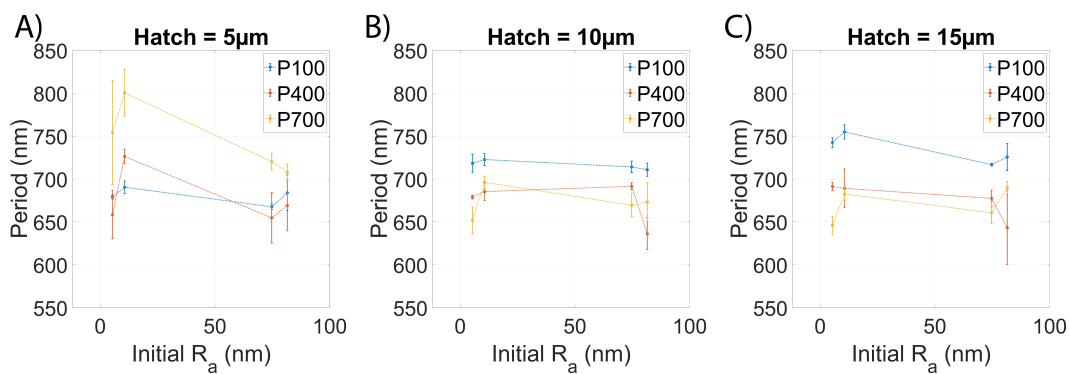 A)
Hatch = 5µm
850
800
750
700
650
600
550
Period (nm)
0
50
100
Initial Ra (nm)
P100
P400
P700
B)
Hatch = 10µm
850
800
750
700
650
600
550
Period (nm)
0
50
100
Initial Ra (nm)
P100
P400
P700
C)
Hatch = 15µm
850
800
750
700
650
600
550
Period (nm)
0
50
100
Initial Ra (nm)
P100
P400
P700